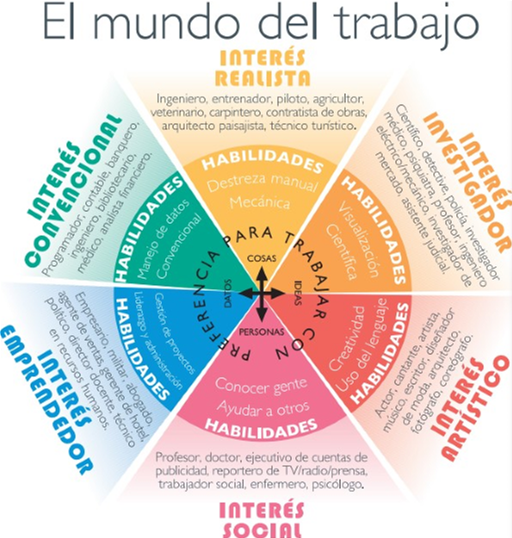 El mundo del trabajo
INTERÉS
REALISTA
Ingeniero, entrenador, piloto, agricultor,
veterinario, carpintero, contratista de obras,
arquitecto paisajista, técnico turístico.
HABILIDADES
Destreza manual
Mecánica
INTERÉS
INVESTIGADOR
Científico, detective, policía, investigador
médico, psiquiatra, profesor, ingeniero
eléctrico/mecánico, investigador de
mercado, asistente judicial.
HABILIDADES
Visualización
Científica
INTERÉS
ARTÍSTICO
Actor, cantante, artista,
músico, escritor, diseñador
de moda, arquitecto,
fotógrafo, coreógrafo.
HABILIDADES
Creatividad
Uso del lenguaje
INTERÉS
SOCIAL
Profesor, doctor, ejecutivo de cuentas de
publicidad, reportero de TV/radio/prensa,
trabajador social, enfermero, psicólogo.
HABILIDADES
Conocer gente
Ayudar a otros
INTERÉS
EMPRENDEDOR
Empresario, militar, abogado,
agente de ventas, gerente de hotel,
político, director docente, técnico
en recursos humanos.
HABILIDADES
Liderazgo y administración
Gestión de proyectos
INTERÉS
CONVENCIONAL
Programador, contable, banquero,
ingeniero, bibliotecario,
médico, analista financiero.
HABILIDADES
Manejo de datos
Convencional
PREFERENCIA PARA TRABAJAR CON
COSAS
IDEAS
PERSONAS
DATOS